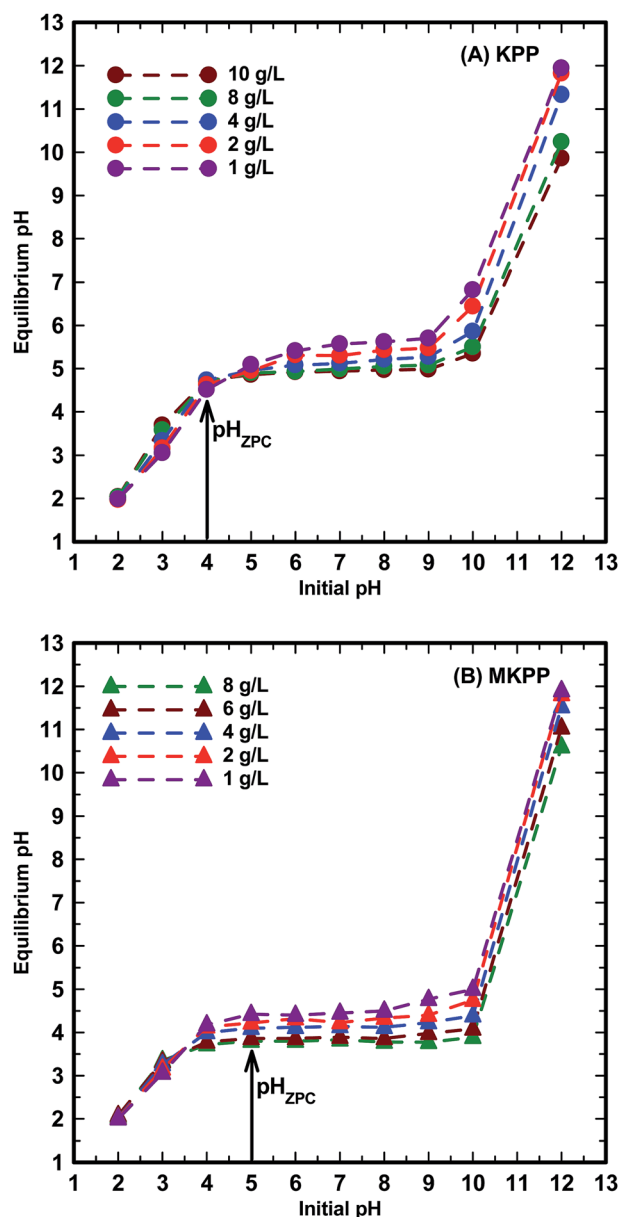 13
12
11
10
9
8
7
6
5
4
3
2
1
Equilibrium pH
(A) KPP
10 g/L
8 g/L
4 g/L
2 g/L
1 g/L
pHZPC
1 2 3 4 5 6 7 8 9 10 11 12 13
Initial pH
13
12
11
10
9
8
7
6
5
4
3
2
1
Equilibrium pH
(B) MKPP
8 g/L
6 g/L
4 g/L
2 g/L
1 g/L
pHZPC
1 2 3 4 5 6 7 8 9 10 11 12 13
Initial pH